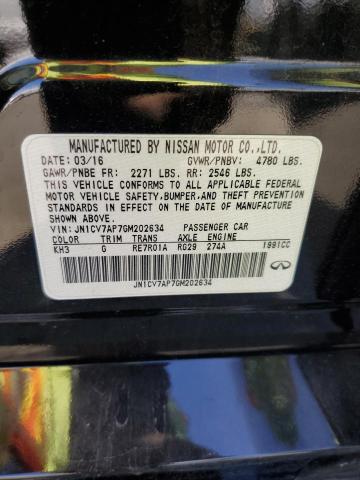 MANUFACTURED BY NISSAN MOTOR CO.,LTD.
DATE: 03/16 GVWR/PNBV: 4780 LBS.
GAWR/PNBE FR: 2271 LBS. RR: 2546 LBS.
THIS VEHICLE CONFORMS TO ALL APPLICABLE FEDERAL
MOTOR VEHICLE SAFETY,BUMPER,AND THEFT PREVENTION
STANDARDS IN EFFECT ON THE DATE OF MANUFACTURE
SHOWN ABOVE.
VIN: JN1CV7AP7GM202634 PASSENGER CAR
COLOR TRIM TRANS AXLE ENGINE
KH3 G RE7R01A RG29 274A 1991CC
JN1CV7AP7GM202634